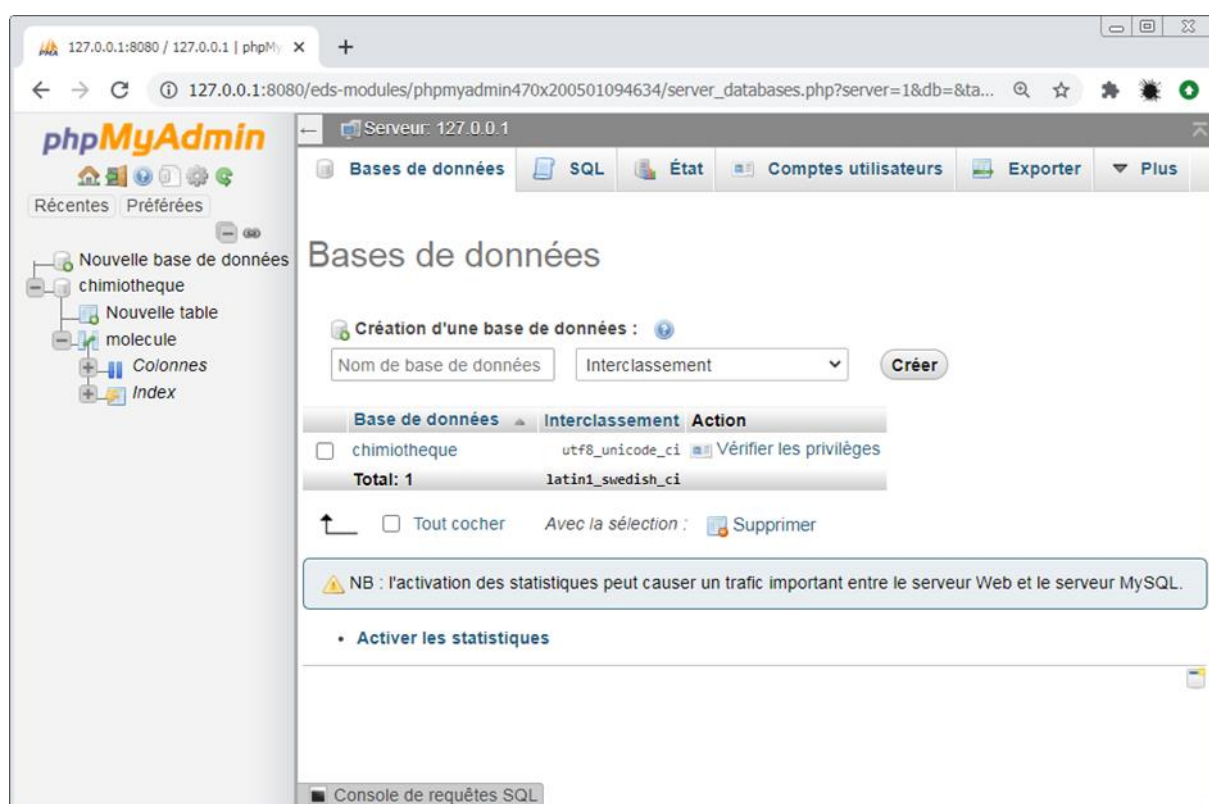 127.0.0.1:8080 / 127.0.0.1 | phpMy
127.0.0.1:8080/eds-modules/phpmyadmin470x200501094634/server_databases.php?server=1&db=&ta...
phpMyAdmin
Récentes Préférées
Nouvelle base de données
chimiotheque
Nouvelle table
molecule
Colonnes
Index
Serveur: 127.0.0.1
Bases de données SQL État Comptes utilisateurs Exporter Plus
Bases de données
Création d'une base de données :
Nom de base de données Interclassement Créer
Base de données Interclassement Action
chimiotheque utf8_unicode_ci Vérifier les privilèges
Total: 1 latin1_swedish_ci
Tout cocher Avec la sélection : Supprimer
NB : l'activation des statistiques peut causer un trafic important entre le serveur Web et le serveur MySQL.
• Activer les statistiques
Console de requêtes SQL